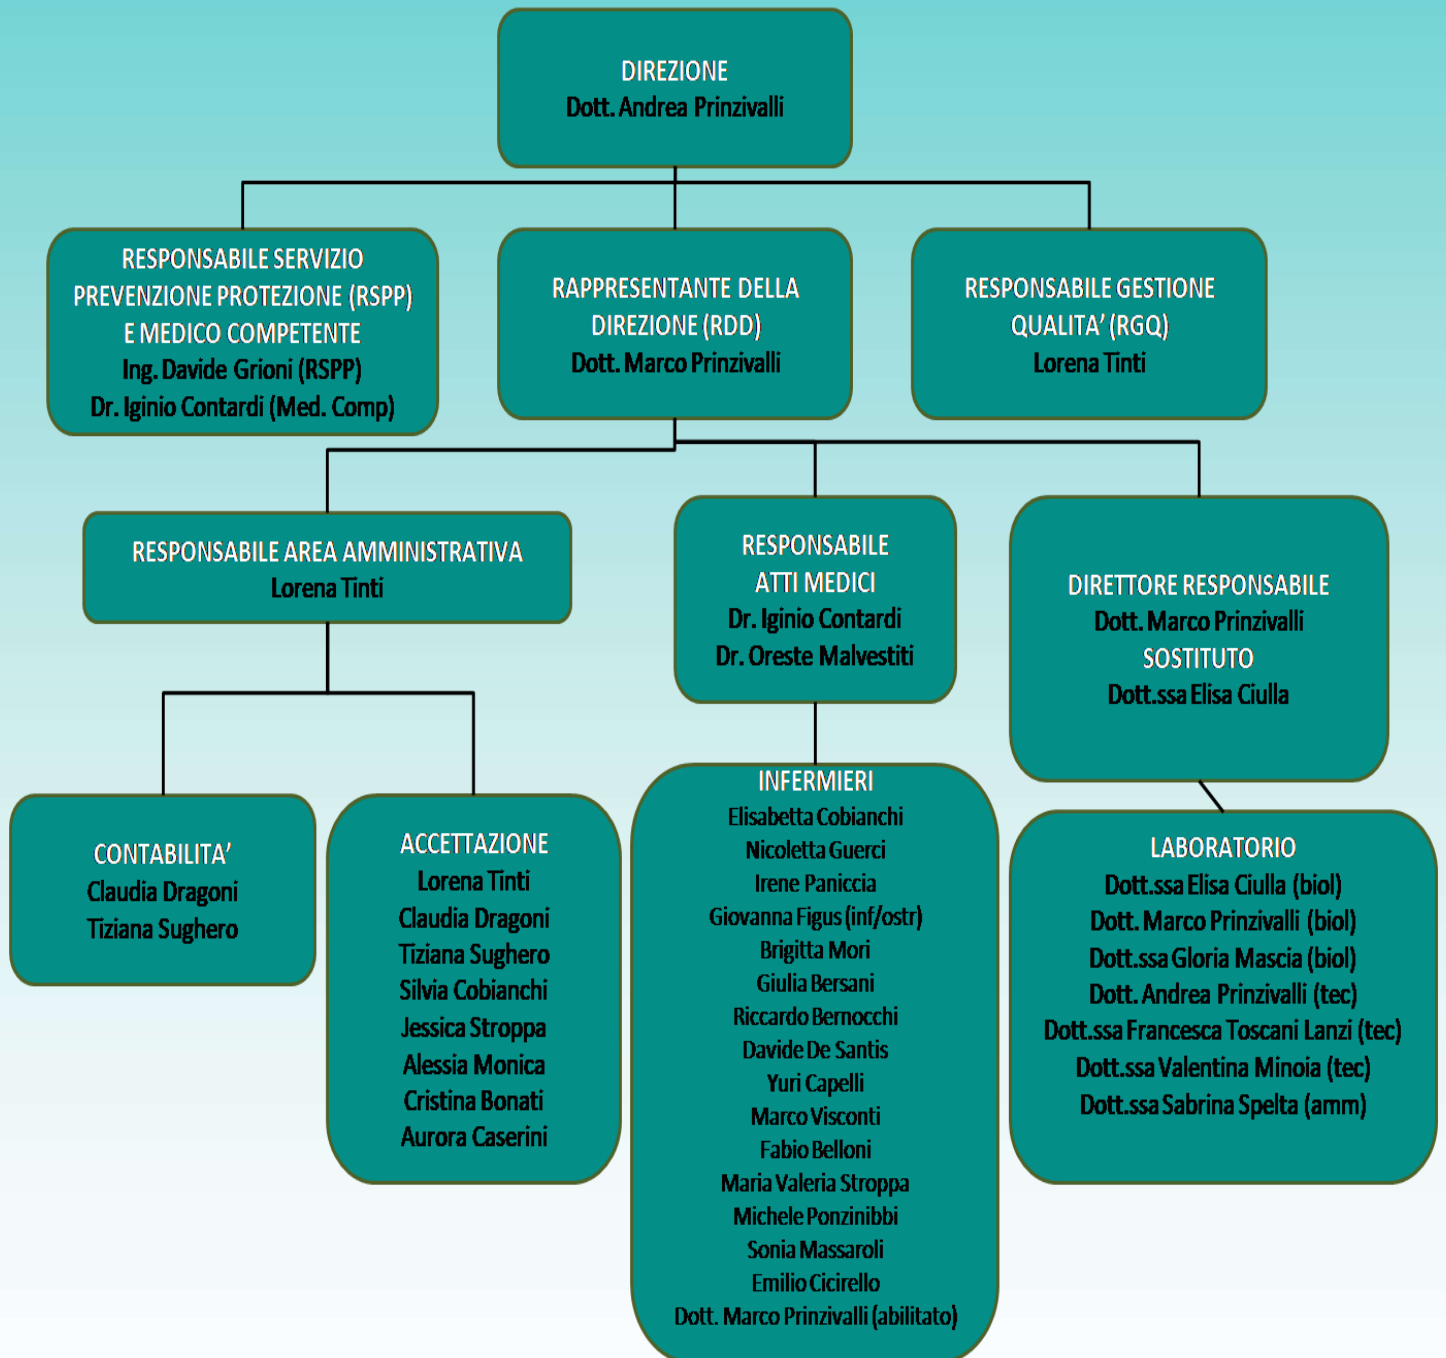 DIREZIONE
Dott. Andrea Prinzivalli
RESPONSABILE SERVIZIO
PREVENZIONE PROTEZIONE (RSPP)
E MEDICO COMPETENTE
Ing. Davide Grioni (RSPP)
Dr. Iginio Contardi (Med. Comp)
RAPPRESENTANTE DELLA
DIREZIONE (RDD)
Dott. Marco Prinzivalli
RESPONSABILE GESTIONE
QUALITA’ (RGQ)
Lorena Tinti
RESPONSABILE AREA AMMINISTRATIVA
Lorena Tinti
RESPONSABILE
ATTI MEDICI
Dr. Iginio Contardi
Dr. Oreste Malvestiti
DIRETTORE RESPONSABILE
Dott. Marco Prinzivalli
SOSTITUTO
Dott.ssa Elisa Ciulla
CONTABILITA’
Claudia Dragoni
Tiziana Sughero
ACCETTAZIONE
Lorena Tinti
Claudia Dragoni
Tiziana Sughero
Silvia Cobianchi
Jessica Stroppa
Alessia Monica
Cristina Bonati
Aurora Caserini
INFERMIERI
Elisabetta Cobianchi
Nicoletta Guerci
Irene Paniccia
Giovanna Figus (inf/ostr)
Brigitta Mori
Giulia Bersani
Riccardo Bernocchi
Davide De Santis
Yuri Capelli
Marco Visconti
Fabio Belloni
Maria Valeria Stroppa
Michele Ponzinibbi
Sonia Massaroli
Emilio Cicirello
Dott. Marco Prinzivalli (abilitato)
LABORATORIO
Dott.ssa Elisa Ciulla (biol)
Dott. Marco Prinzivalli (biol)
Dott.ssa Gloria Mascia (biol)
Dott. Andrea Prinzivalli (tec)
Dott.ssa Francesca Toscani Lanzi (tec)
Dott.ssa Valentina Minoia (tec)
Dott.ssa Sabrina Spelta (amm)